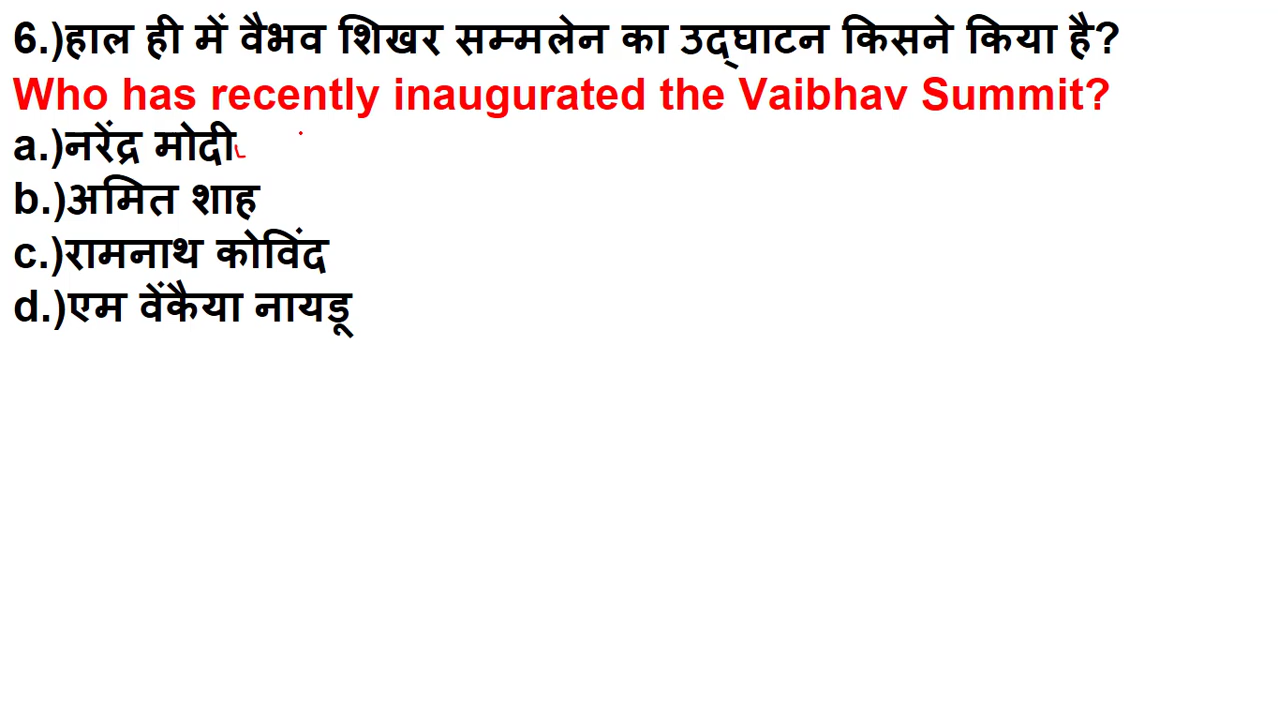 6.)हाल ही में वैभव शिखर सम्मलेन का उद्घाटन किसने किया है?
Who has recently inaugurated the Vaibhav Summit?
a.)नरेंद्र मोदी
b.)अमित शाह
c.)रामनाथ कोविंद
d.)एम वेंकैया नायडू